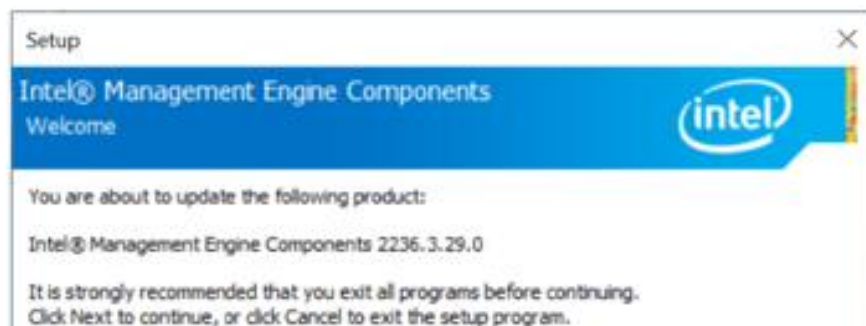 Setup
Intel® Management Engine Components
Welcome
intel
You are about to update the following product:
Intel® Management Engine Components 2236.3.29.0
It is strongly recommended that you exit all programs before continuing.
Click Next to continue, or click Cancel to exit the setup program.